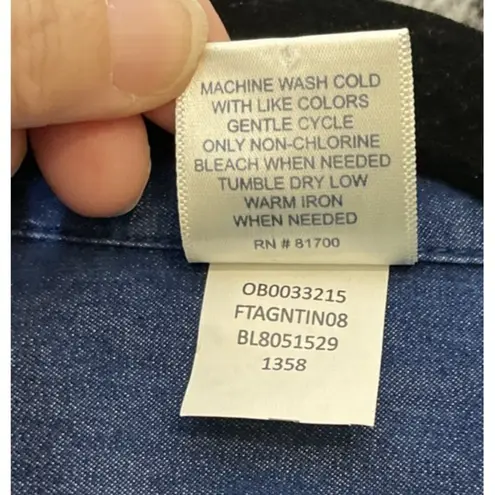 MACHINE WASH COLD
WITH LIKE COLORS
GENTLE CYCLE
ONLY NON-CHLORINE
BLEACH WHEN NEEDED
TUMBLE DRY LOW
WARM IRON
WHEN NEEDED
RN # 81700
OB0033215
FTAGNTIN08
BL8051529
1358